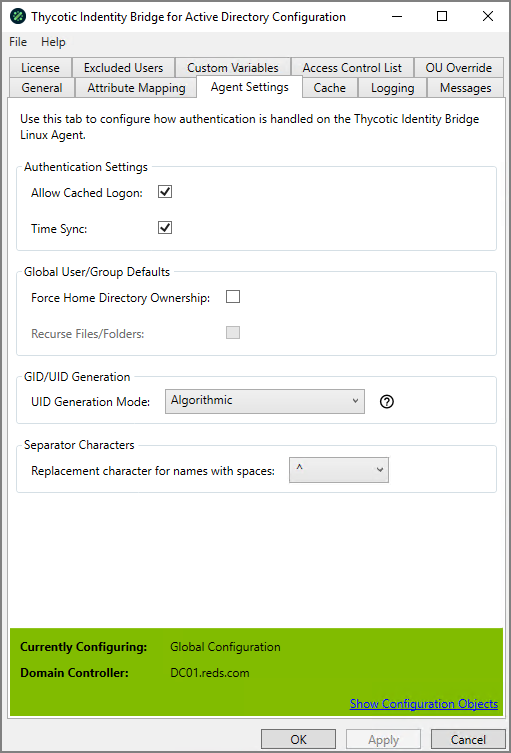 Thycotic Indentity Bridge for Active Directory Configuration
File Help
License Excluded Users Custom Variables Access Control List OU Override
General Attribute Mapping Agent Settings Cache Logging Messages
Use this tab to configure how authentication is handled on the Thycotic Identity Bridge
Linux Agent.
Authentication Settings
Allow Cached Logon:
Time Sync:
Global User/Group Defaults
Force Home Directory Ownership:
Recurse Files/Folders:
GID/UID Generation
UID Generation Mode: Algorithmic
Separator Characters
Replacement character for names with spaces: ^
Currently Configuring: Global Configuration
Domain Controller: DC01.reds.com
Show Configuration Objects
OK Apply Cancel